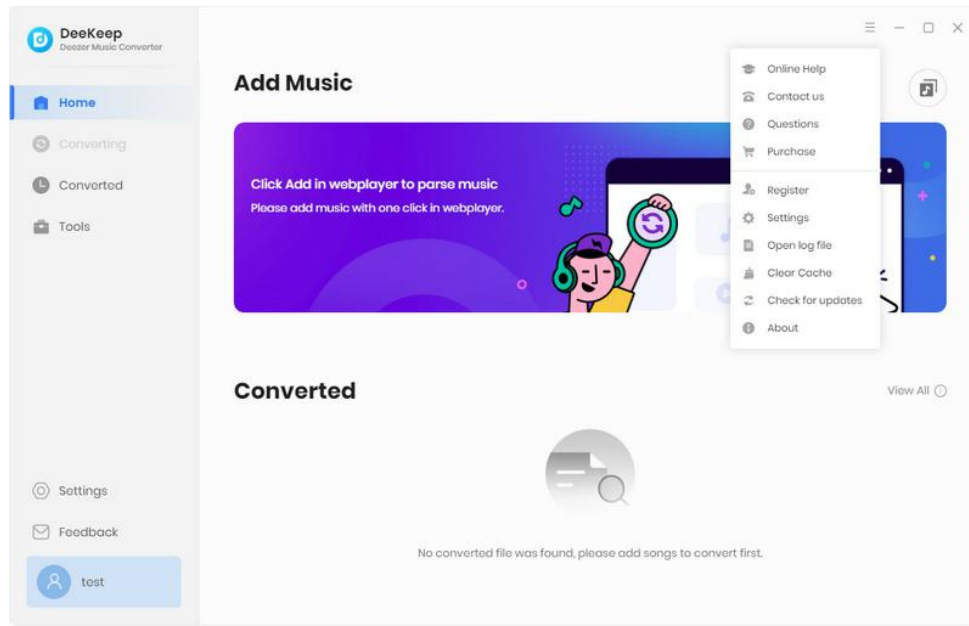 DeeKeep
Deezer Music Converter
Home
Converting
Converted
Tools
Settings
Feedback
test
Add Music
Click Add in webplayer to parse music
Please add music with one click in webplayer.
Online Help
Contact us
Questions
Purchase
Register
Settings
Open log file
Clear Cache
Check for updates
About
Converted
View All
No converted file was found, please add songs to convert first.